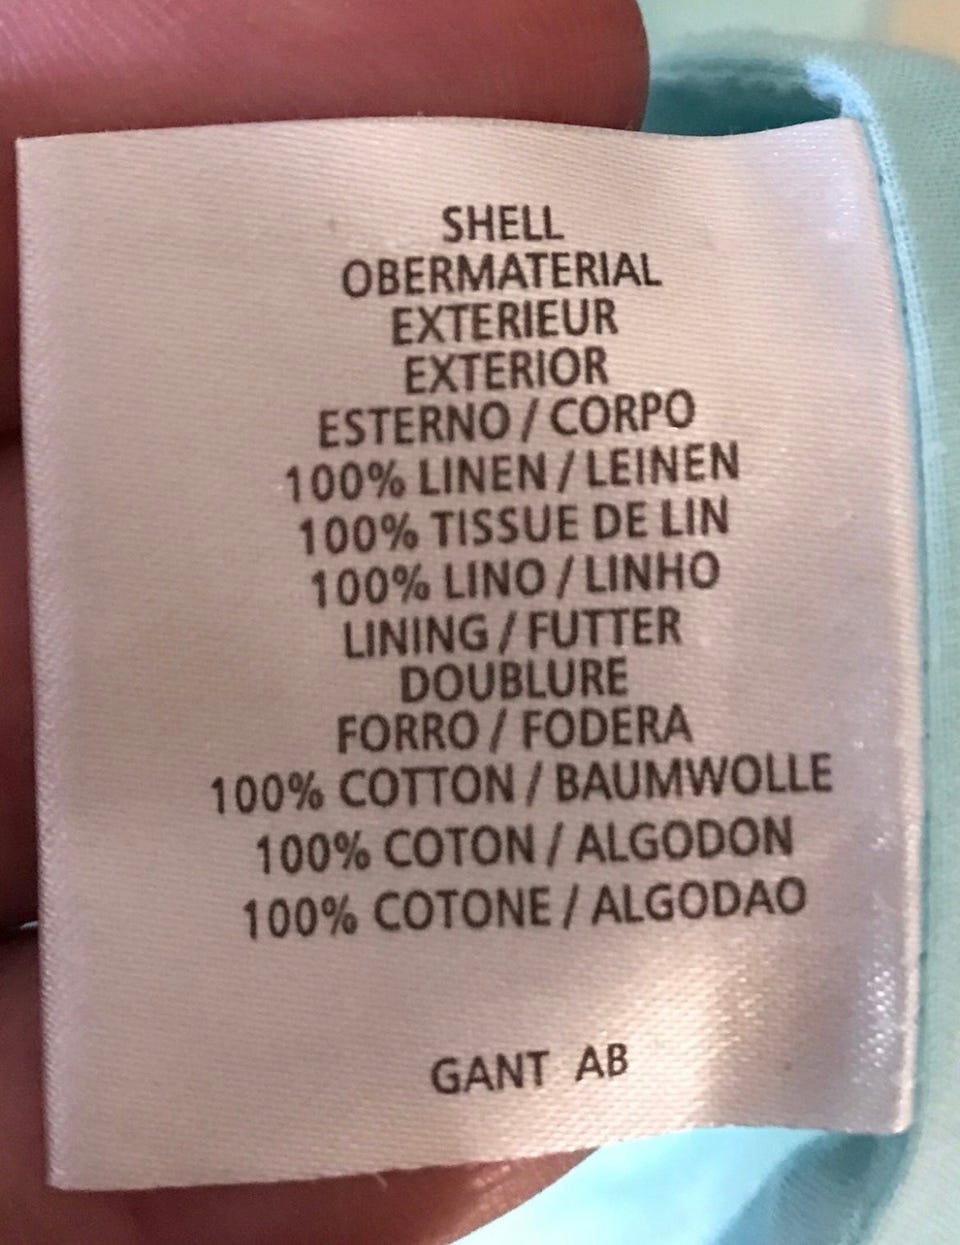 SHELL
OBERMATERIAL
EXTERIEUR
EXTERIOR
ESTERNO / CORPO
100% LINEN / LEINEN
100% TISSUE DE LIN
100% LINO / LINHO
LINING / FUTTER
DOUBLURE
FORRO / FODERA
100% COTTON / BAUMWOLLE
100% COTON / ALGODON
100% COTONE / ALGODAO
GANT AB